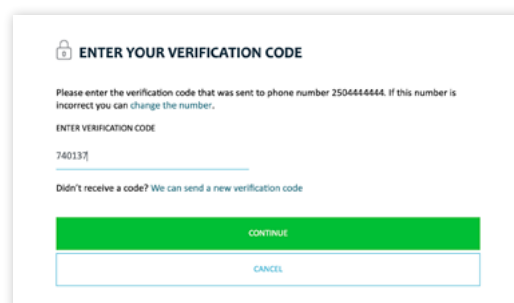 ENTER YOUR VERIFICATION CODE
Please enter the verification code that was sent to phone number 2504444444. If this number is
incorrect you can change the number.
ENTER VERIFICATION CODE
740137
Didn't receive a code? We can send a new verification code
CONTINUE
CANCEL